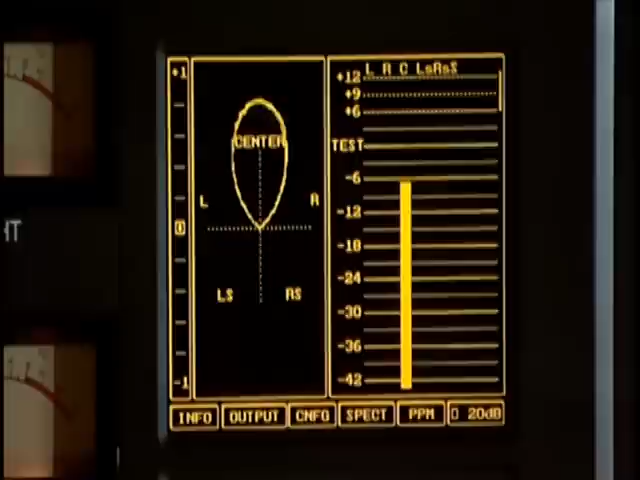 HT
+1
0
-1
CENTER
L
R
LS
RS
L R C LsRsS
+12
+9
+6
TEST
-6
-12
-18
-24
-30
-36
-42
INFO
OUTPUT
CNFG
SPECT
PPM
D 20dB